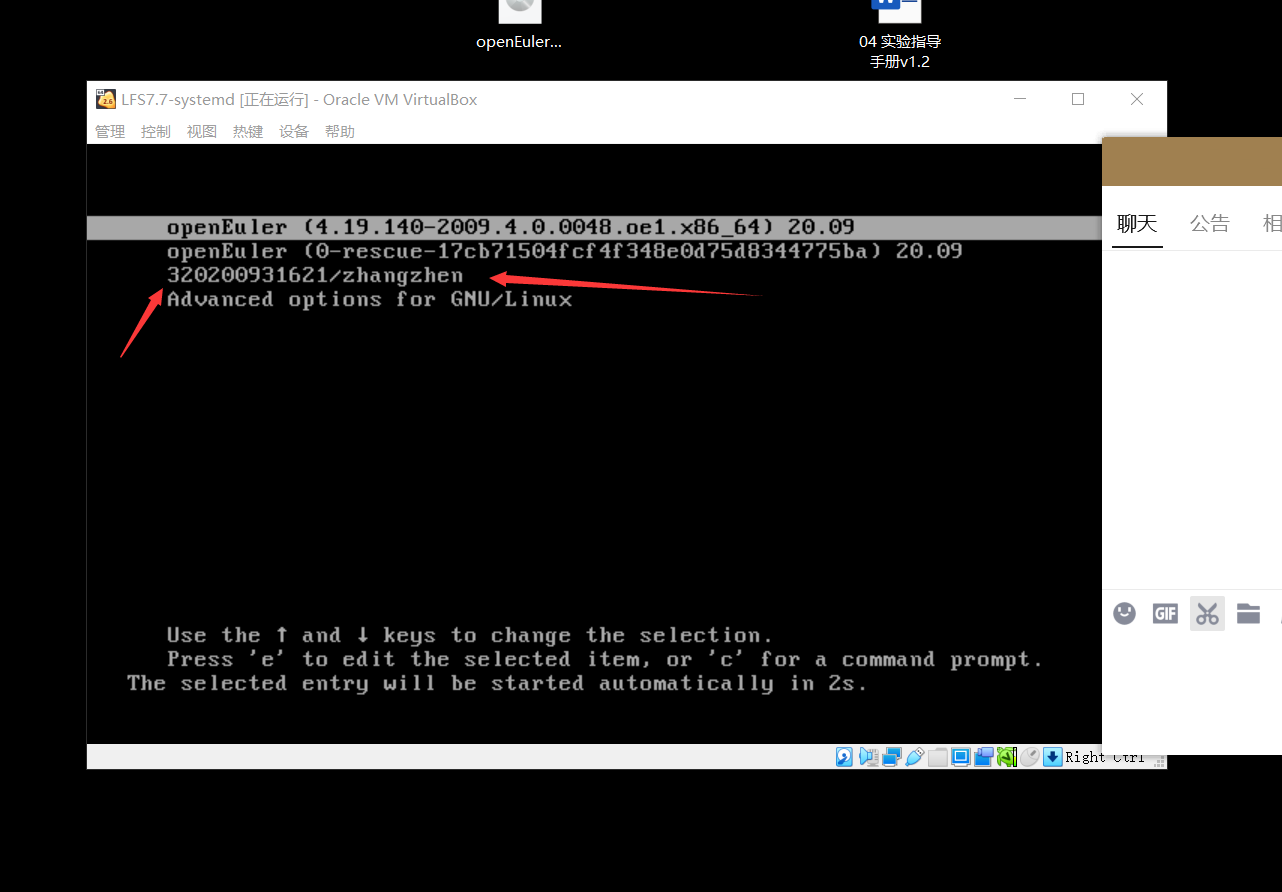 openEuler...
04 实验指导
手册v1.2
LFS7.7-systemd [正在运行] - Oracle VM VirtualBox
管理 控制 视图 热键 设备 帮助
openEuler (4.19.140-2009.4.0.0048.oe1.x86_64) 20.09
openEuler (0-rescue-17cb71504fcf4f348e0d75d8344775ba) 20.09
320200931621/zhangzhen
Advanced options for GNU/Linux
聊天 公告 相
Use the ↑ and ↓ keys to change the selection.
Press 'e' to edit the selected item, or 'c' for a command prompt.
The selected entry will be started automatically in 2s.
GIF
Right Ctrl